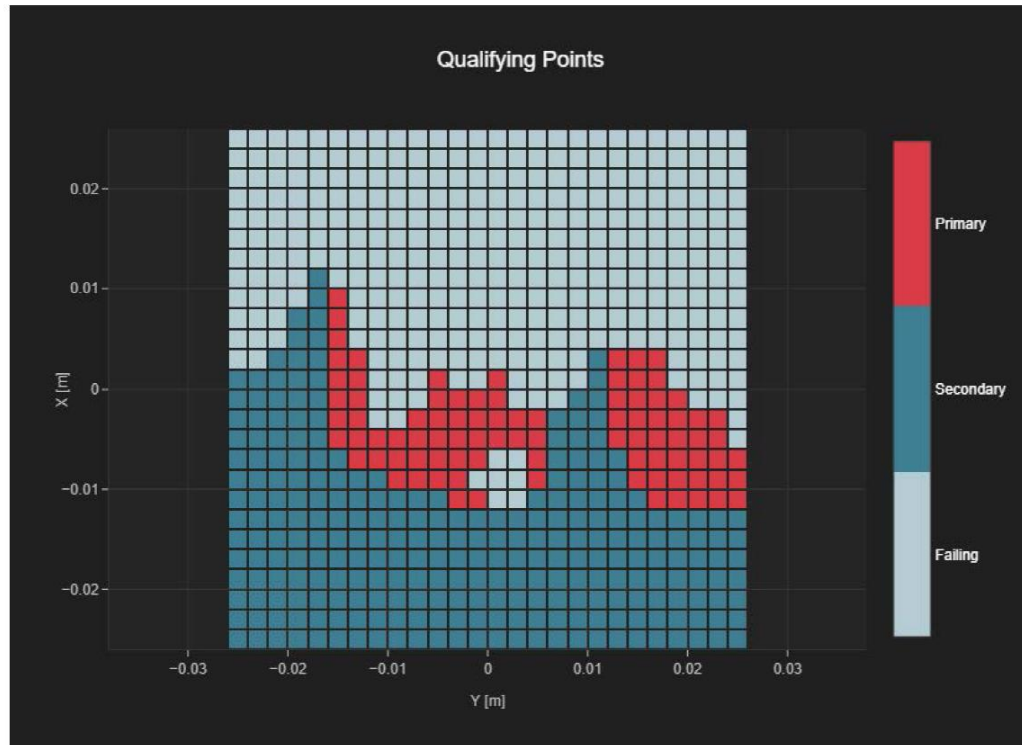 Qualifying Points
0.02
0.01
0
−0.01
−0.02
X [m]
−0.03
−0.02
−0.01
0
0.01
0.02
0.03
Y [m]
Primary
Secondary
Failing